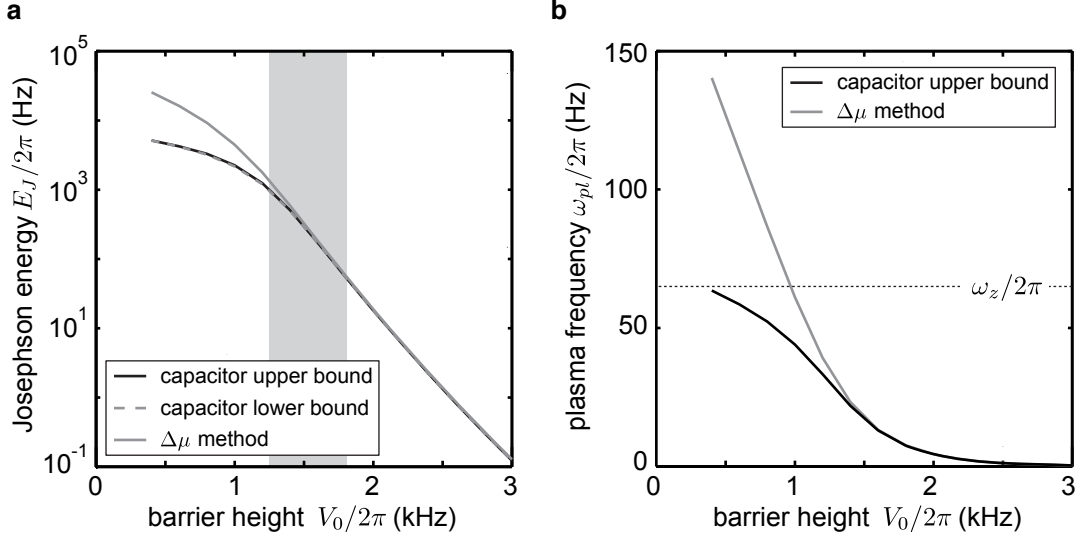 a
10^5
10^3
10^1
10^-1
Josephson energy E_J/2π (Hz)
capacitor upper bound
capacitor lower bound
Δμ method
0
1
2
3
barrier height V_0/2π (kHz)
b
150
100
50
0
plasma frequency ω_pl/2π (Hz)
capacitor upper bound
Δμ method
ω_z/2π
0
1
2
3
barrier height V_0/2π (kHz)